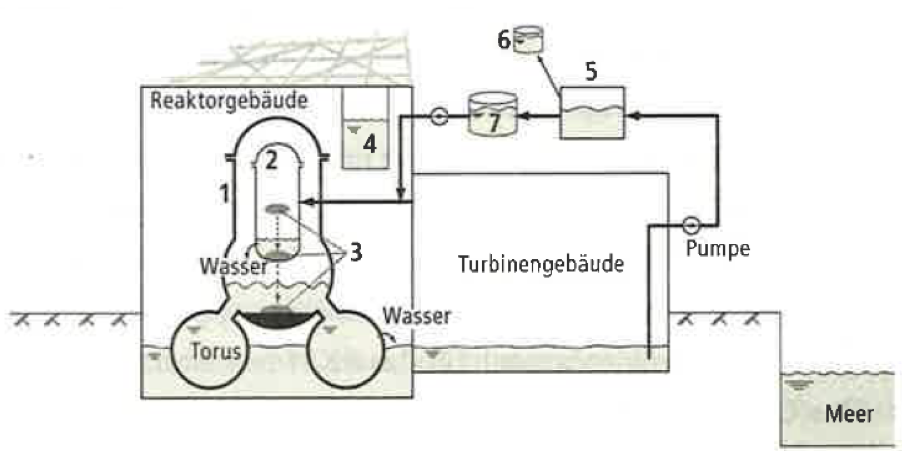 6
5
Reaktorgebäude
7
4
2
1
3
Wasser
Turbinengebäude
Pumpe
Wasser
Torus
Meer